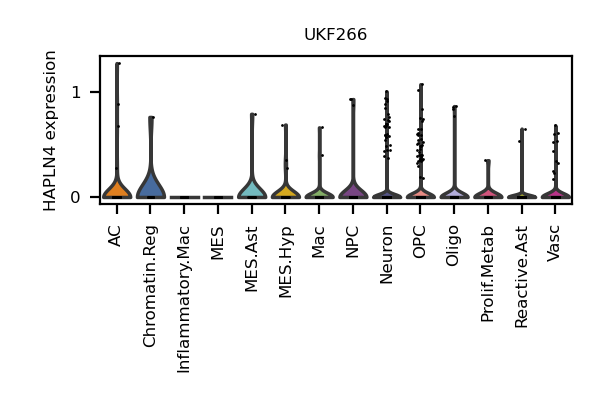 UKF266
HAPLN4 expression
1
0
AC
Chromatin.Reg
Inflammatory.Mac
MES
MES.Ast
MES.Hyp
Mac
NPC
Neuron
OPC
Oligo
Prolif.Metab
Reactive.Ast
Vasc